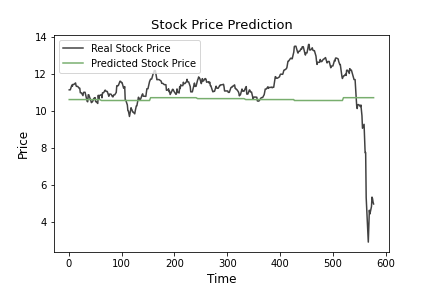 Stock Price Prediction
Real Stock Price
Predicted Stock Price
Price
14
12
10
8
6
4
0 100 200 300 400 500 600
Time